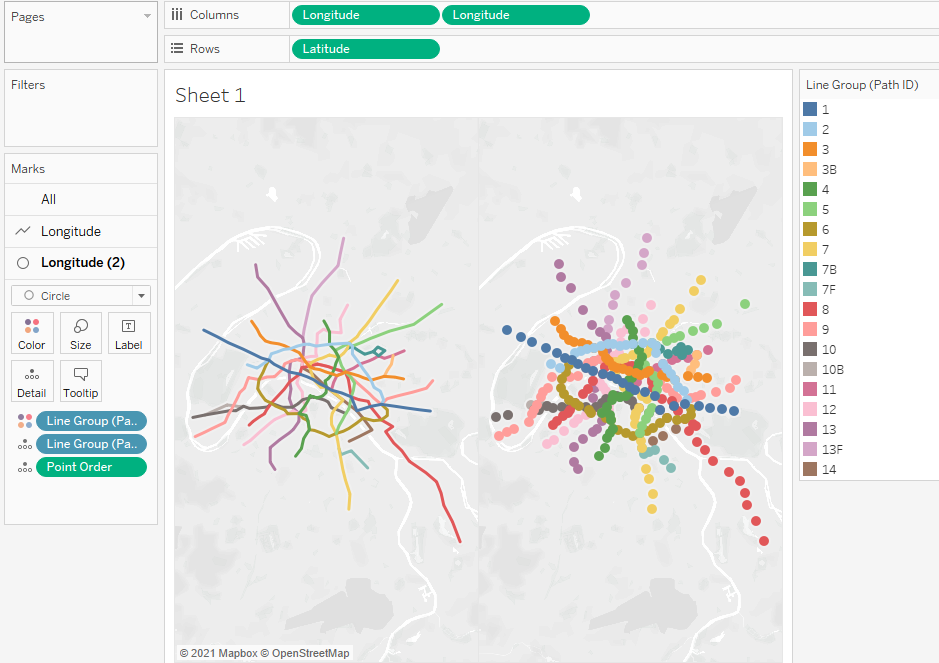 Pages
Columns
Longitude
Longitude
Rows
Latitude
Filters
Marks
All
Longitude
Longitude (2)
Circle
Color
Size
Label
Detail
Tooltip
Line Group (Pa..
Line Group (Pa..
Point Order
Sheet 1
© 2021 Mapbox © OpenStreetMap
Line Group (Path ID)
1
2
3
3B
4
5
6
7
7B
7F
8
9
10
10B
11
12
13
13F
14